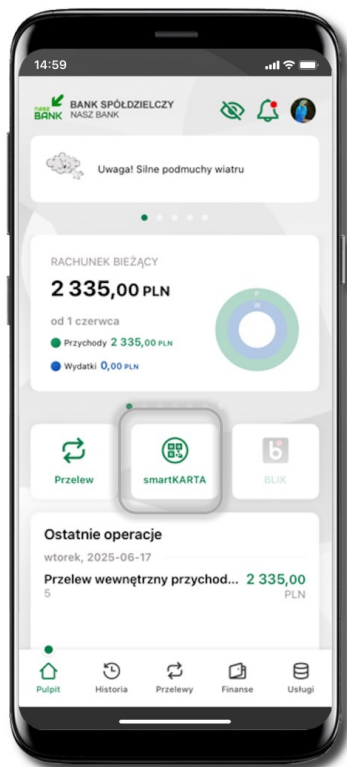 14:59
nasz BANK
BANK SPÓŁDZIELCZY
NASZ BANK
Uwaga! Silne podmuchy wiatru
RACHUNEK BIEŻĄCY
2 335,00 PLN
od 1 czerwca
Przychody 2 335,00 PLN
Wydatki 0,00 PLN
P
W
Przelew
smartKARTA
BLIK
Ostatnie operacje
wtorek, 2025-06-17
Przelew wewnętrzny przychod... 2 335,00
5 PLN
Pulpit
Historia
Przelewy
Finanse
Usługi